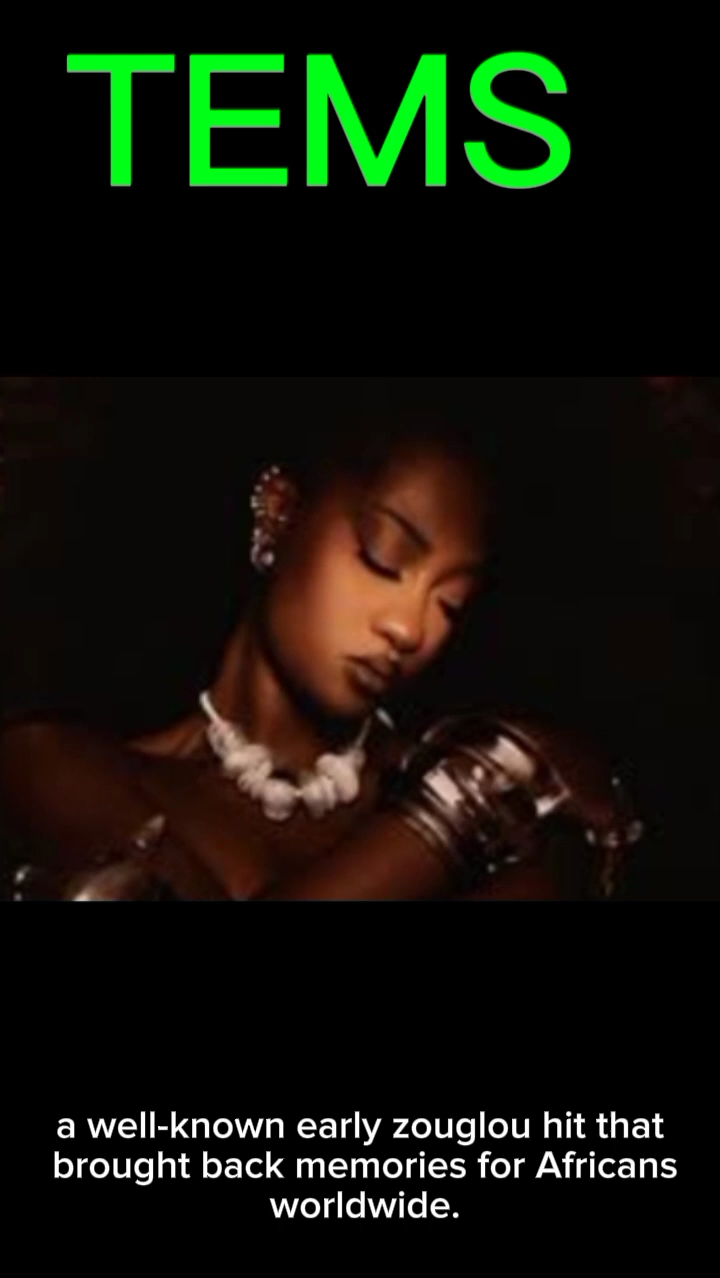 TEMS
a well-known early zouglou hit that
brought back memories for Africans
worldwide.